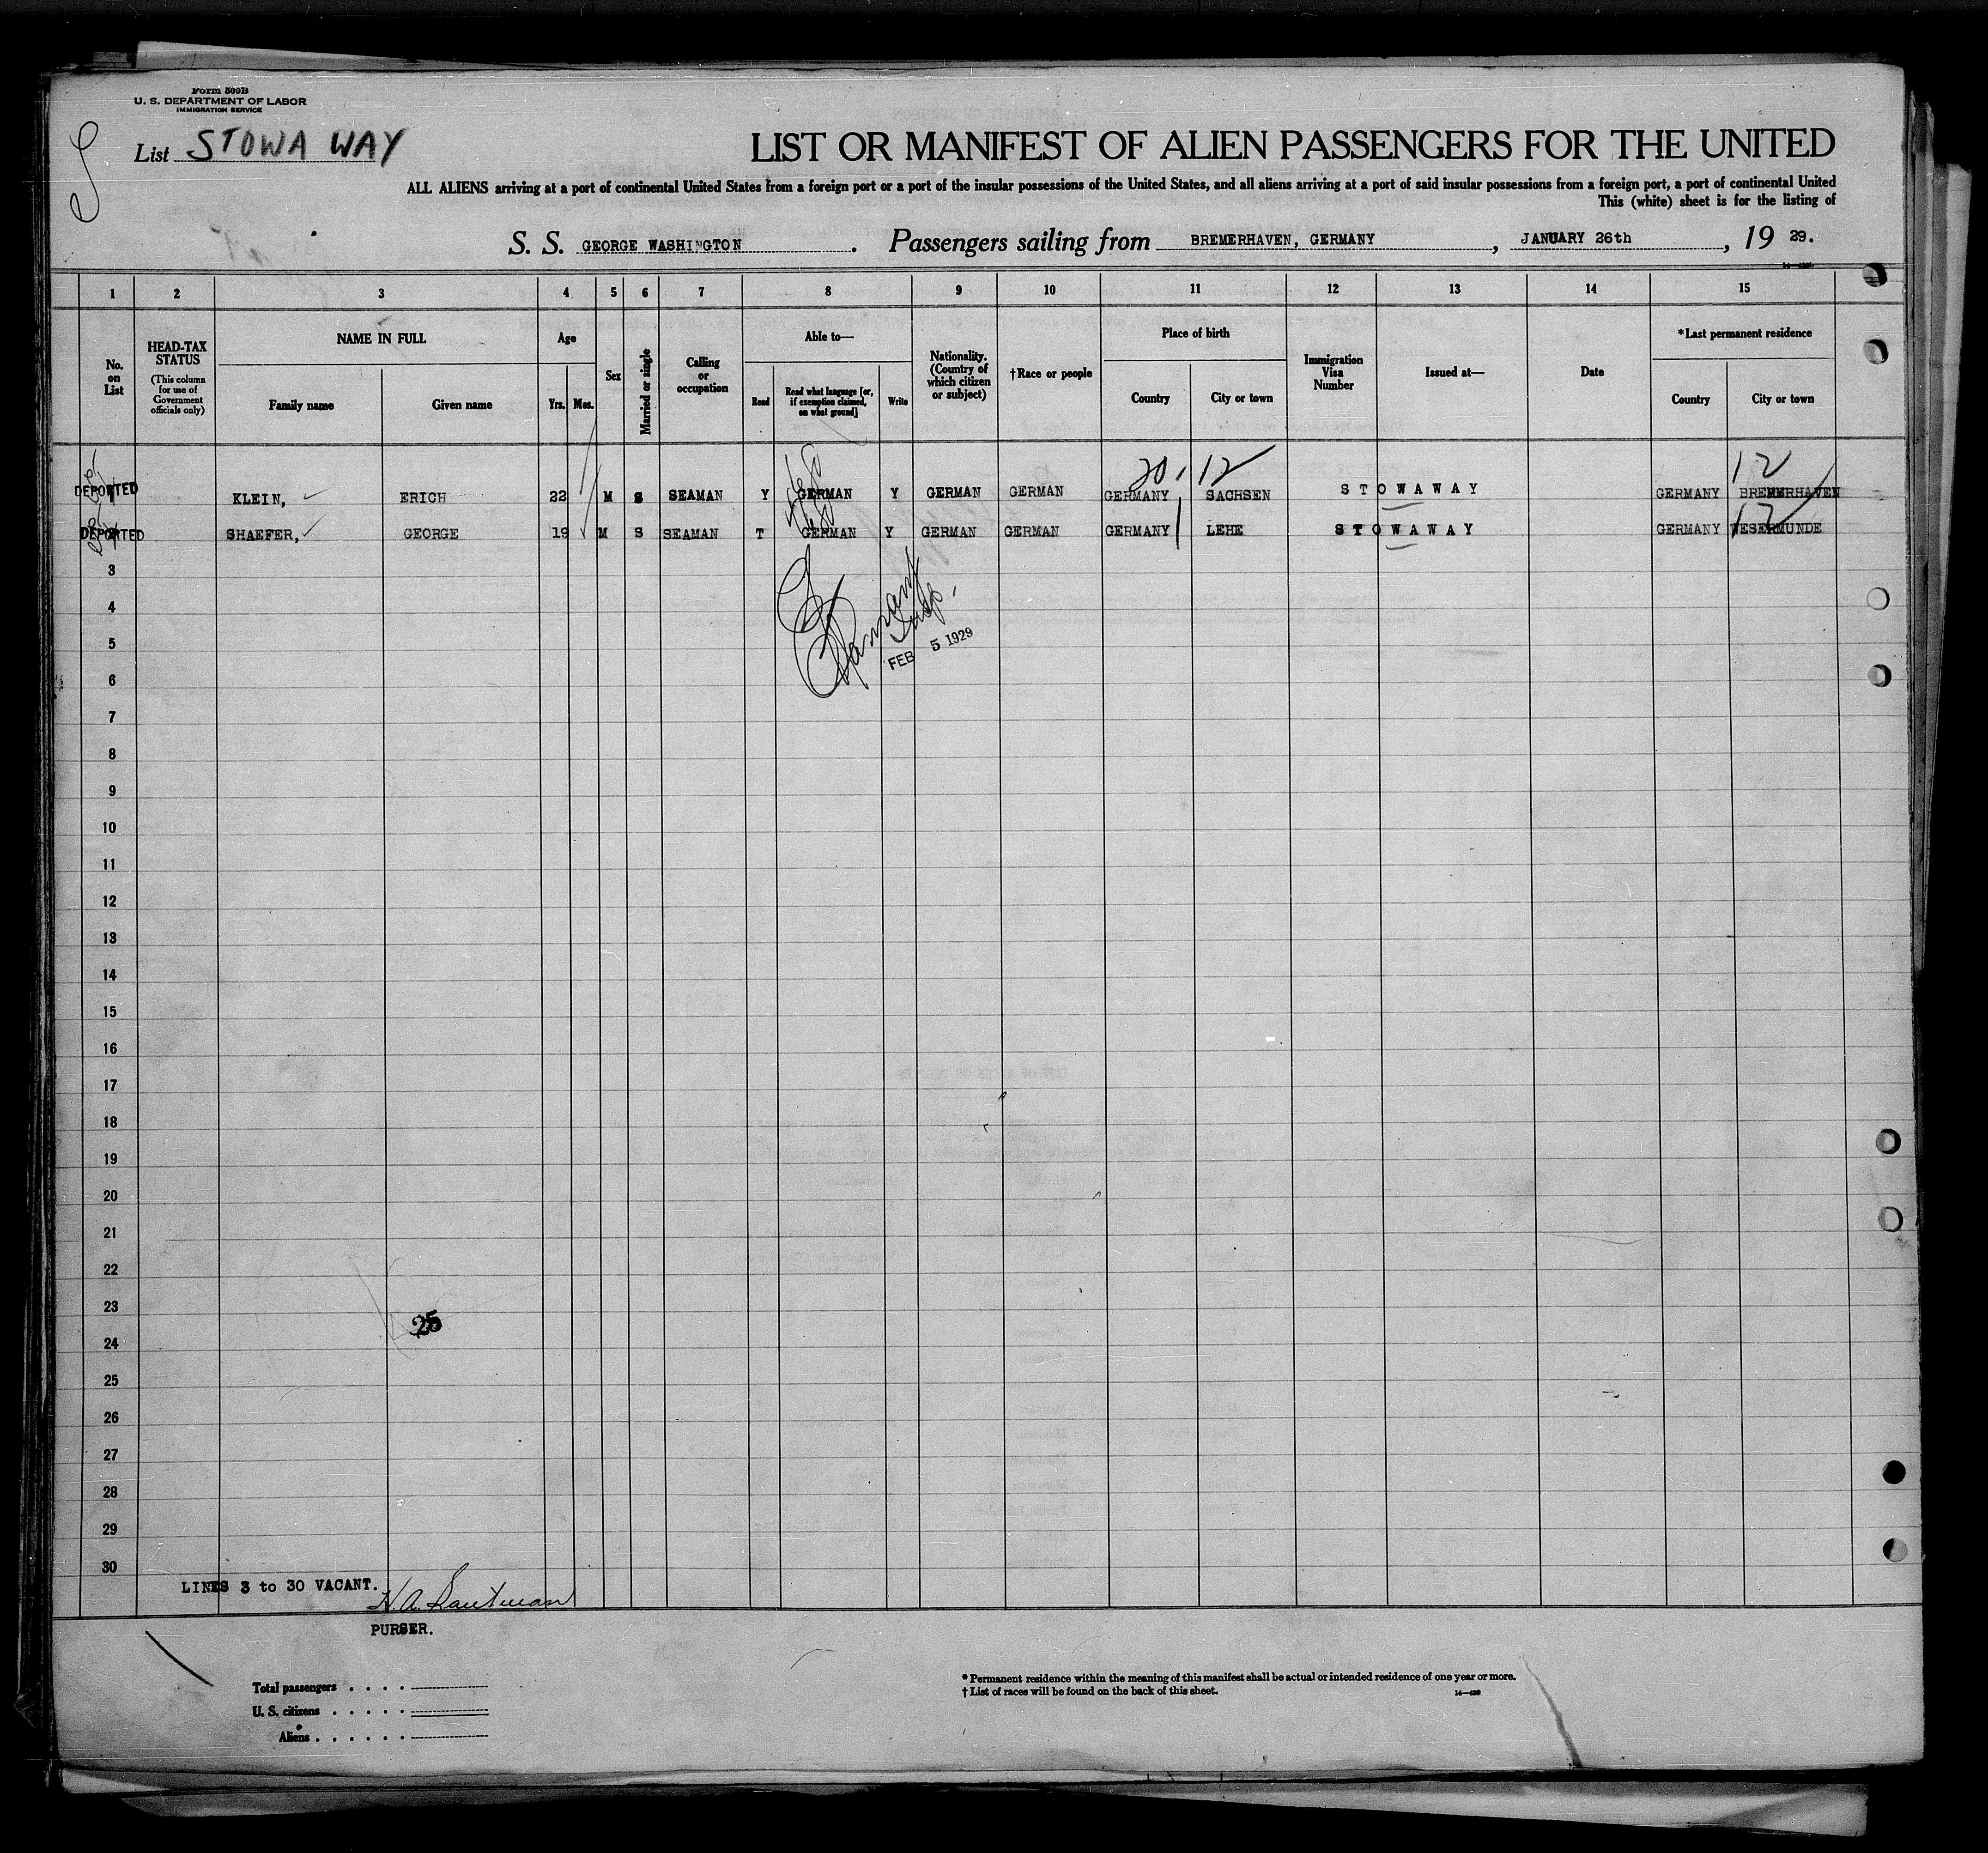 Form 500B
U. S. DEPARTMENT OF LABOR
IMMIGRATION SERVICE
List STOWA WAY
LIST OR MANIFEST OF ALIEN PASSENGERS FOR THE UNITED
ALL ALIENS arriving at a port of continental United States from a foreign port or a port of the insular possessions of the United States, and all aliens arriving at a port of said insular possessions from a foreign port, a port of continental United
This (white) sheet is for the listing of
S. S. GEORGE WASHINGTON. Passengers sailing from BREMERHAVEN, GERMANY, JANUARY 26th, 19 29.
1 2 3 4 5 6 7 8 9 10 11 12 13 14 15
No. on List
HEAD-TAX STATUS
(This column for use of Government officials only)
NAME IN FULL
Family name
Given name
Age
Yrs. Mos.
Sex
Married or single
Calling or occupation
Able to—
Read
Read what language [or, if exemption claimed, on what ground]
Write
Nationality. (Country of which citizen or subject)
†Race or people
Place of birth
Country
City or town
Immigration Visa Number
Issued at—
Date
*Last permanent residence
Country
City or town
20, 12 12
DEPORTED 1 KLEIN, ERICH 22 M S SEAMAN Y GERMAN Y GERMAN GERMAN GERMANY SACHSEN STOWAWAY GERMANY BREMERHAVEN
12
DEPORTED 2 SHAEFER, GEORGE 19 M S SEAMAN T GERMAN Y GERMAN GERMAN GERMANY LEHE STOWAWAY GERMANY WESERMUNDE
3
4
5
FEB 5 1929
6
7
8
9
10
11
12
13
14
15
16
17
18
19
20
21
22
23
25
24
25
26
27
28
29
30
LINES 3 to 30 VACANT.
PURSER.
Total passengers . . . .
U. S. citizens . . . . .
Aliens . . . . . .
* Permanent residence within the meaning of this manifest shall be actual or intended residence of one year or more.
† List of races will be found on the back of this sheet.